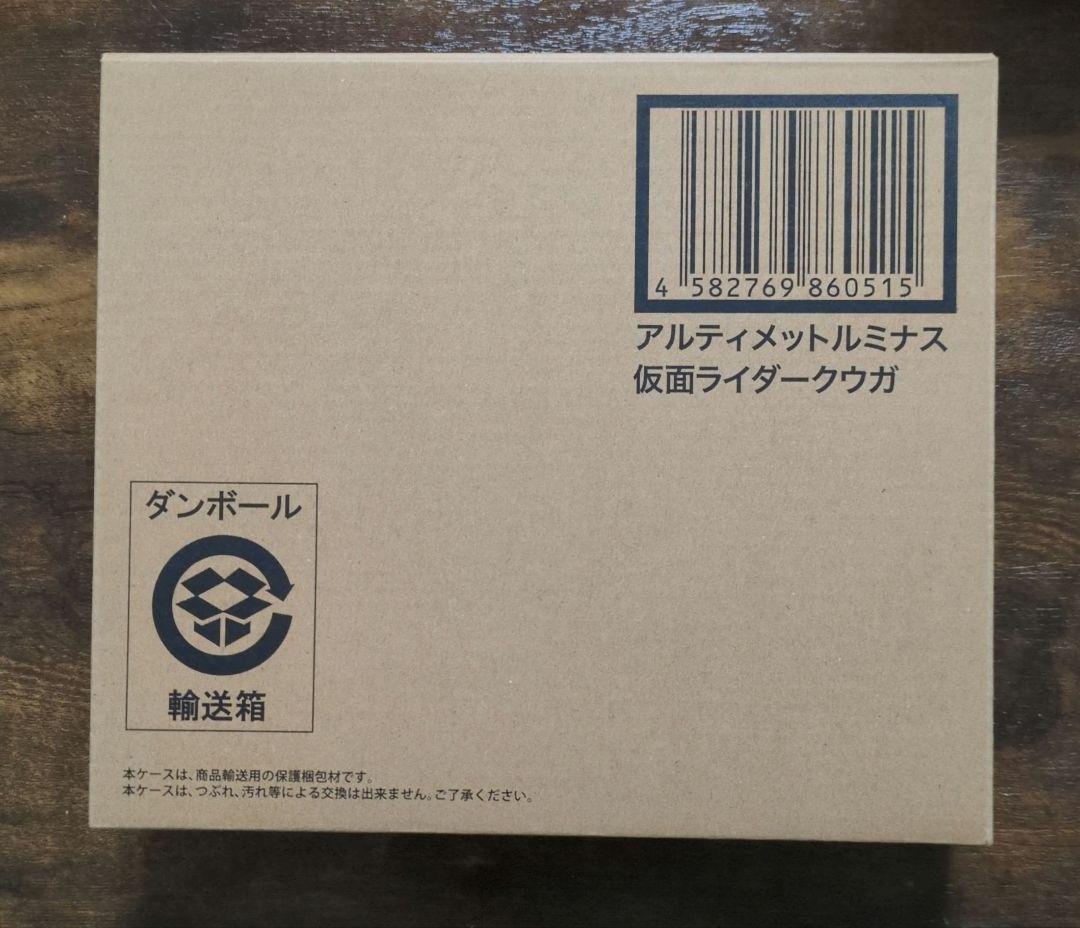 4 582769 860515
アルティメットルミナス
仮面ライダークウガ
ダンボール
輸送箱
本ケースは、商品輸送用の保護梱包材です。
本ケースは、つぶれ、汚れ等による交換は出来ません。ご了承ください。